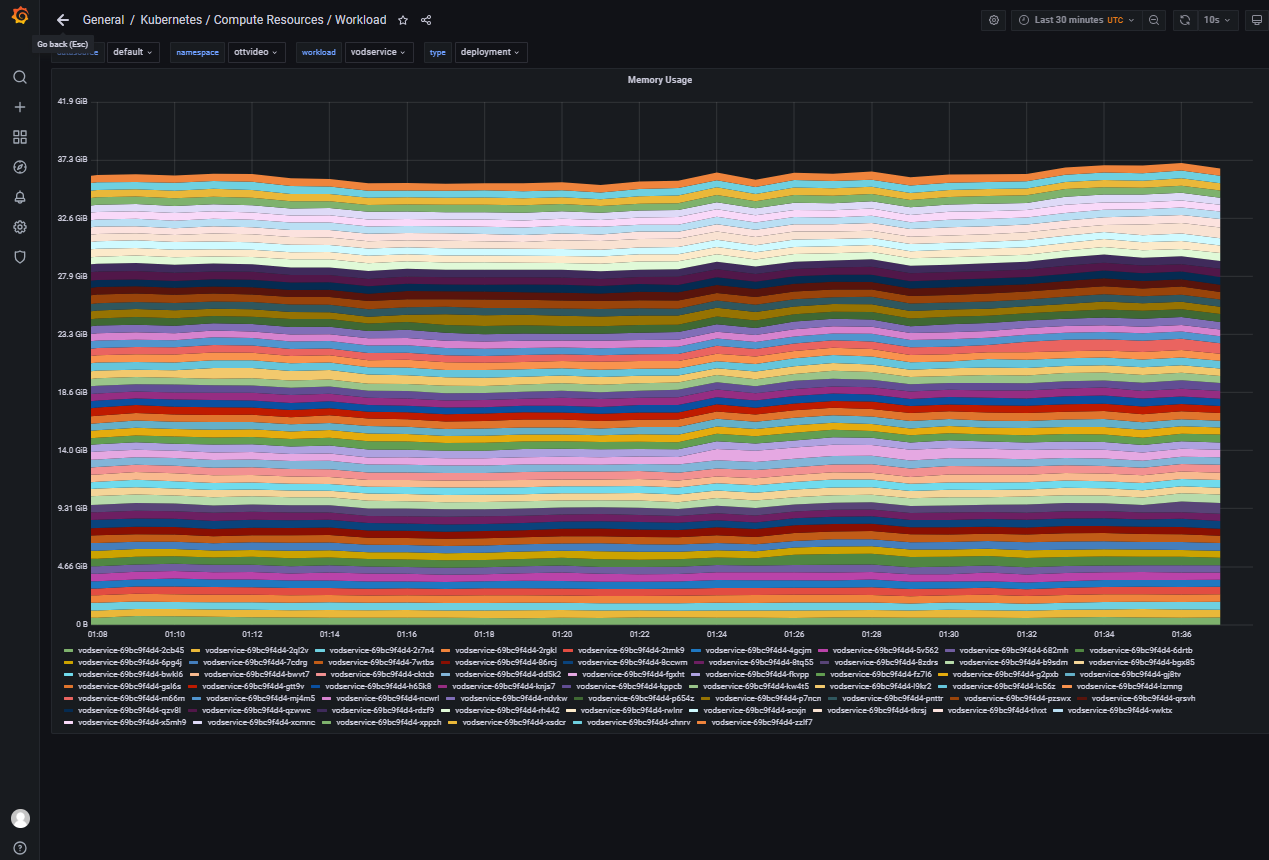 General / Kubernetes / Compute Resources / Workload
Last 30 minutes UTC
10s
Go back (Esc)
default
namespace
ottvideo
workload
vodservice
type
deployment
Memory Usage
41.9 GiB
37.3 GiB
32.6 GiB
27.9 GiB
23.3 GiB
18.6 GiB
14.0 GiB
9.31 GiB
4.66 GiB
0 B
01:08 01:10 01:12 01:14 01:16 01:18 01:20 01:22 01:24 01:26 01:28 01:30 01:32 01:34 01:36
vodservice-69bc9f4d4-2cb45 vodservice-69bc9f4d4-2ql2v vodservice-69bc9f4d4-2r7n4 vodservice-69bc9f4d4-2rgkl vodservice-69bc9f4d4-2tmk9 vodservice-69bc9f4d4-4gcjm vodservice-69bc9f4d4-5v562 vodservice-69bc9f4d4-682mh vodservice-69bc9f4d4-6drtb
vodservice-69bc9f4d4-6pg4j vodservice-69bc9f4d4-7cdrg vodservice-69bc9f4d4-7wtbs vodservice-69bc9f4d4-86rcj vodservice-69bc9f4d4-8ccwm vodservice-69bc9f4d4-8tq55 vodservice-69bc9f4d4-8zdrs vodservice-69bc9f4d4-b9sdm vodservice-69bc9f4d4-bgx85
vodservice-69bc9f4d4-bwkl6 vodservice-69bc9f4d4-bwvt7 vodservice-69bc9f4d4-cktcb vodservice-69bc9f4d4-dd5k2 vodservice-69bc9f4d4-fgxht vodservice-69bc9f4d4-fkvpp vodservice-69bc9f4d4-fz7l6 vodservice-69bc9f4d4-g2pxb vodservice-69bc9f4d4-gj8tv
vodservice-69bc9f4d4-gsl6s vodservice-69bc9f4d4-gtt9v vodservice-69bc9f4d4-h65k8 vodservice-69bc9f4d4-knjs7 vodservice-69bc9f4d4-kppcb vodservice-69bc9f4d4-kw4t5 vodservice-69bc9f4d4-l9kr2 vodservice-69bc9f4d4-lc56z vodservice-69bc9f4d4-lzmng
vodservice-69bc9f4d4-m66m vodservice-69bc9f4d4-mj4m5 vodservice-69bc9f4d4-ncwrl vodservice-69bc9f4d4-ndvkw vodservice-69bc9f4d4-p654z vodservice-69bc9f4d4-p7ncn vodservice-69bc9f4d4-pnttr vodservice-69bc9f4d4-pzswx vodservice-69bc9f4d4-qrsvh
vodservice-69bc9f4d4-qzv8l vodservice-69bc9f4d4-qzwwc vodservice-69bc9f4d4-rdzf9 vodservice-69bc9f4d4-rh442 vodservice-69bc9f4d4-rwlnr vodservice-69bc9f4d4-scxjn vodservice-69bc9f4d4-tkrsj vodservice-69bc9f4d4-tlvxt vodservice-69bc9f4d4-vwktx
vodservice-69bc9f4d4-x5mh9 vodservice-69bc9f4d4-xcmnc vodservice-69bc9f4d4-xppzh vodservice-69bc9f4d4-xsdcr vodservice-69bc9f4d4-zhnrv vodservice-69bc9f4d4-zzlf7